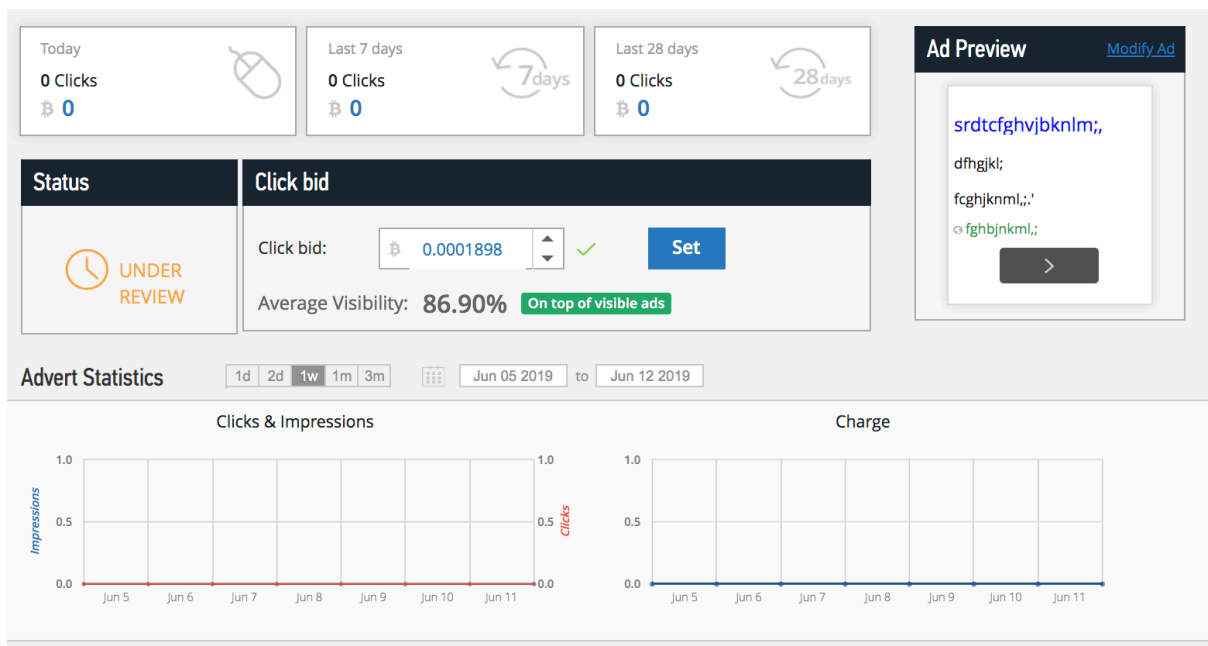 Today
0 Clicks
฿ 0
Last 7 days
0 Clicks
฿ 0
7days
Last 28 days
0 Clicks
฿ 0
28days
Ad Preview
Modify Ad
srdtcfghvjbknlm;,
dfhgjkl;
fcghjknml,;.'
fghbjnkml,;
Status
UNDER
REVIEW
Click bid
Click bid:
฿ 0.0001898
Set
Average Visibility: 86.90% On top of visible ads
Advert Statistics
1d 2d 1w 1m 3m
Jun 05 2019 to Jun 12 2019
Clicks & Impressions
Impressions
1.0
0.5
0.0
1.0
0.5
0.0
Clicks
Jun 5 Jun 6 Jun 7 Jun 8 Jun 9 Jun 10 Jun 11
Charge
1.0
0.5
0.0
Jun 5 Jun 6 Jun 7 Jun 8 Jun 9 Jun 10 Jun 11